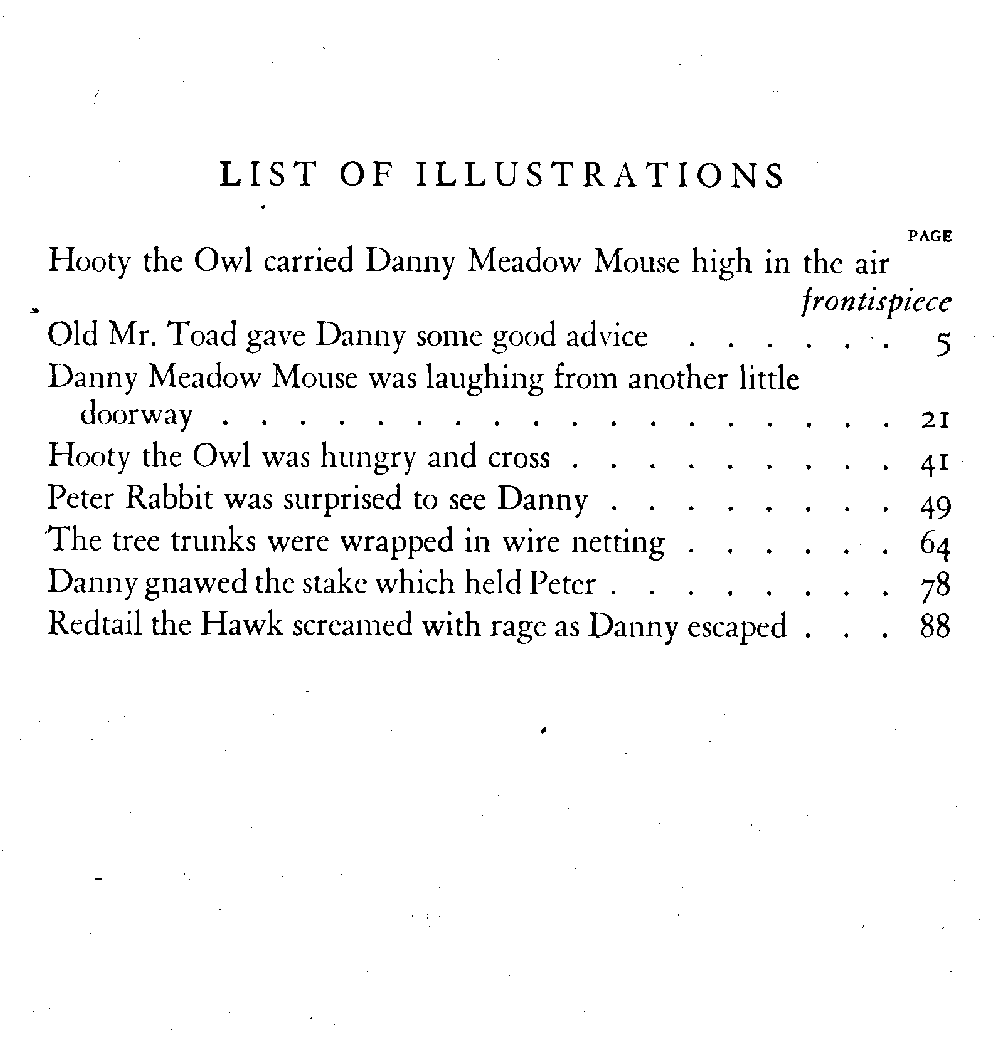 LIST OF ILLUSTRATIONS
PAGE
Hooty the Owl carried Danny Meadow Mouse high in the air
frontispiece
Old Mr. Toad gave Danny some good advice . . . . . . 5
Danny Meadow Mouse was laughing from another little
doorway . . . . . . . . . . . . . . . . . . 21
Hooty the Owl was hungry and cross . . . . . . . . . 41
Peter Rabbit was surprised to see Danny . . . . . . . . 49
The tree trunks were wrapped in wire netting . . . . . . 64
Danny gnawed the stake which held Peter . . . . . . . . 78
Redtail the Hawk screamed with rage as Danny escaped . . . 88